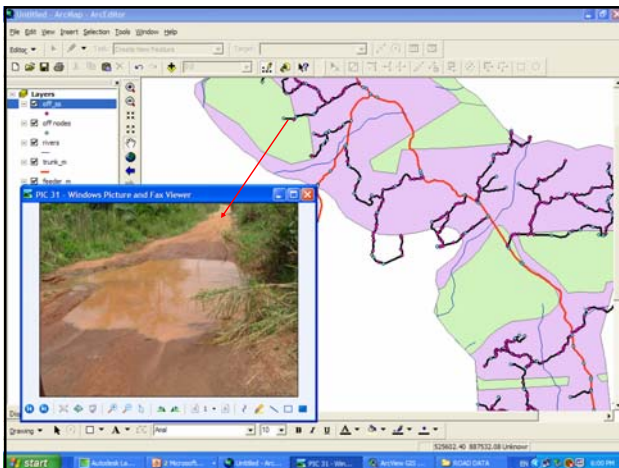 Untitled - ArcMap - ArcEditor
File Edit View Insert Selection Tools Window Help
Editor Task: Create New Feature Target:
Layers
off_ss
off nodes
rivers
trunk_m
feeder_m
PIC 31 - Windows Picture and Fax Viewer
1
Drawing A Arial 10 B I U A
525602.40 887532.08 Unknown
start Autodesk La... 2 Microsoft... Untitled - Arc... PIC 31 - Win... ArcView GIS ... ROAD DATA EN 6:00 PM